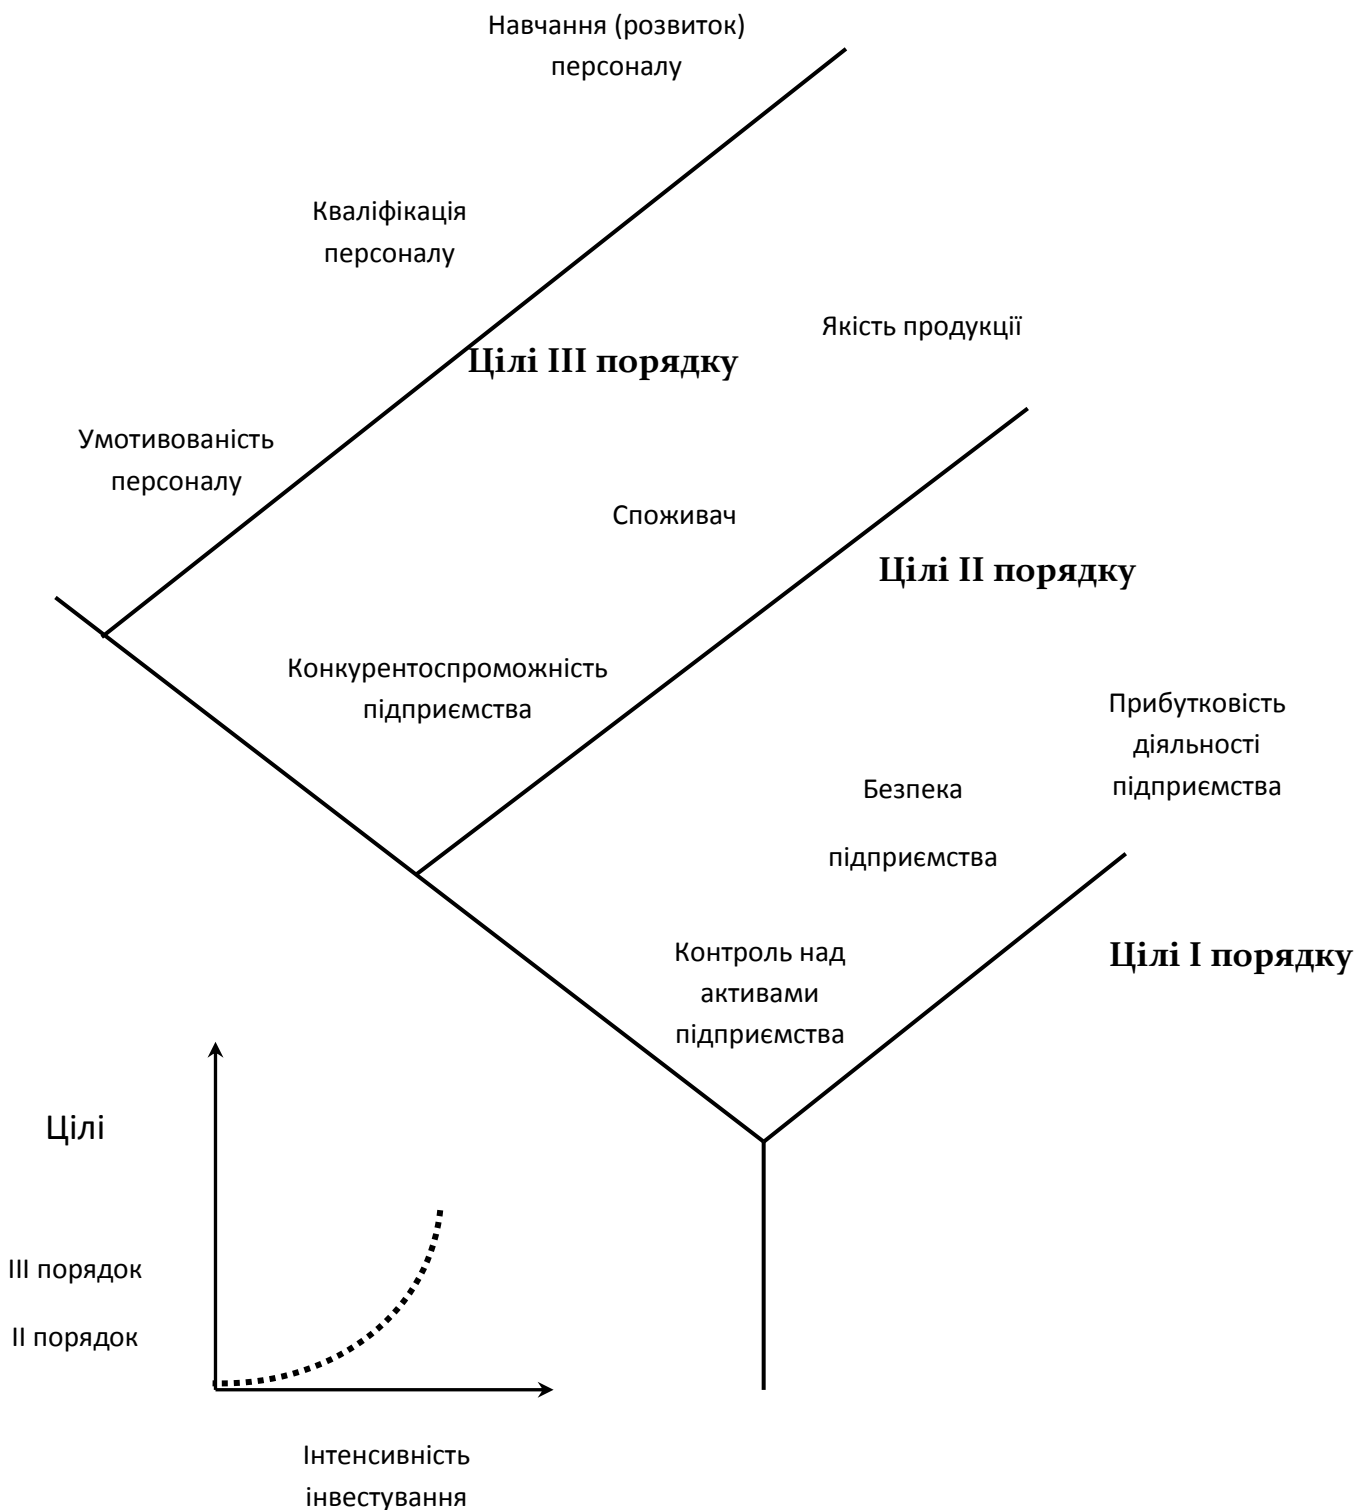 Навчання (розвиток)
персоналу
Кваліфікація
персоналу
Якість продукції
Цілі III порядку
Умотивованість
персоналу
Споживач
Цілі II порядку
Конкурентоспроможність
підприємства
Прибутковість
діяльності
підприємства
Безпека
підприємства
Контроль над
активами
підприємства
Цілі I порядку
Цілі
III порядок
II порядок
Інтенсивність
інвестування